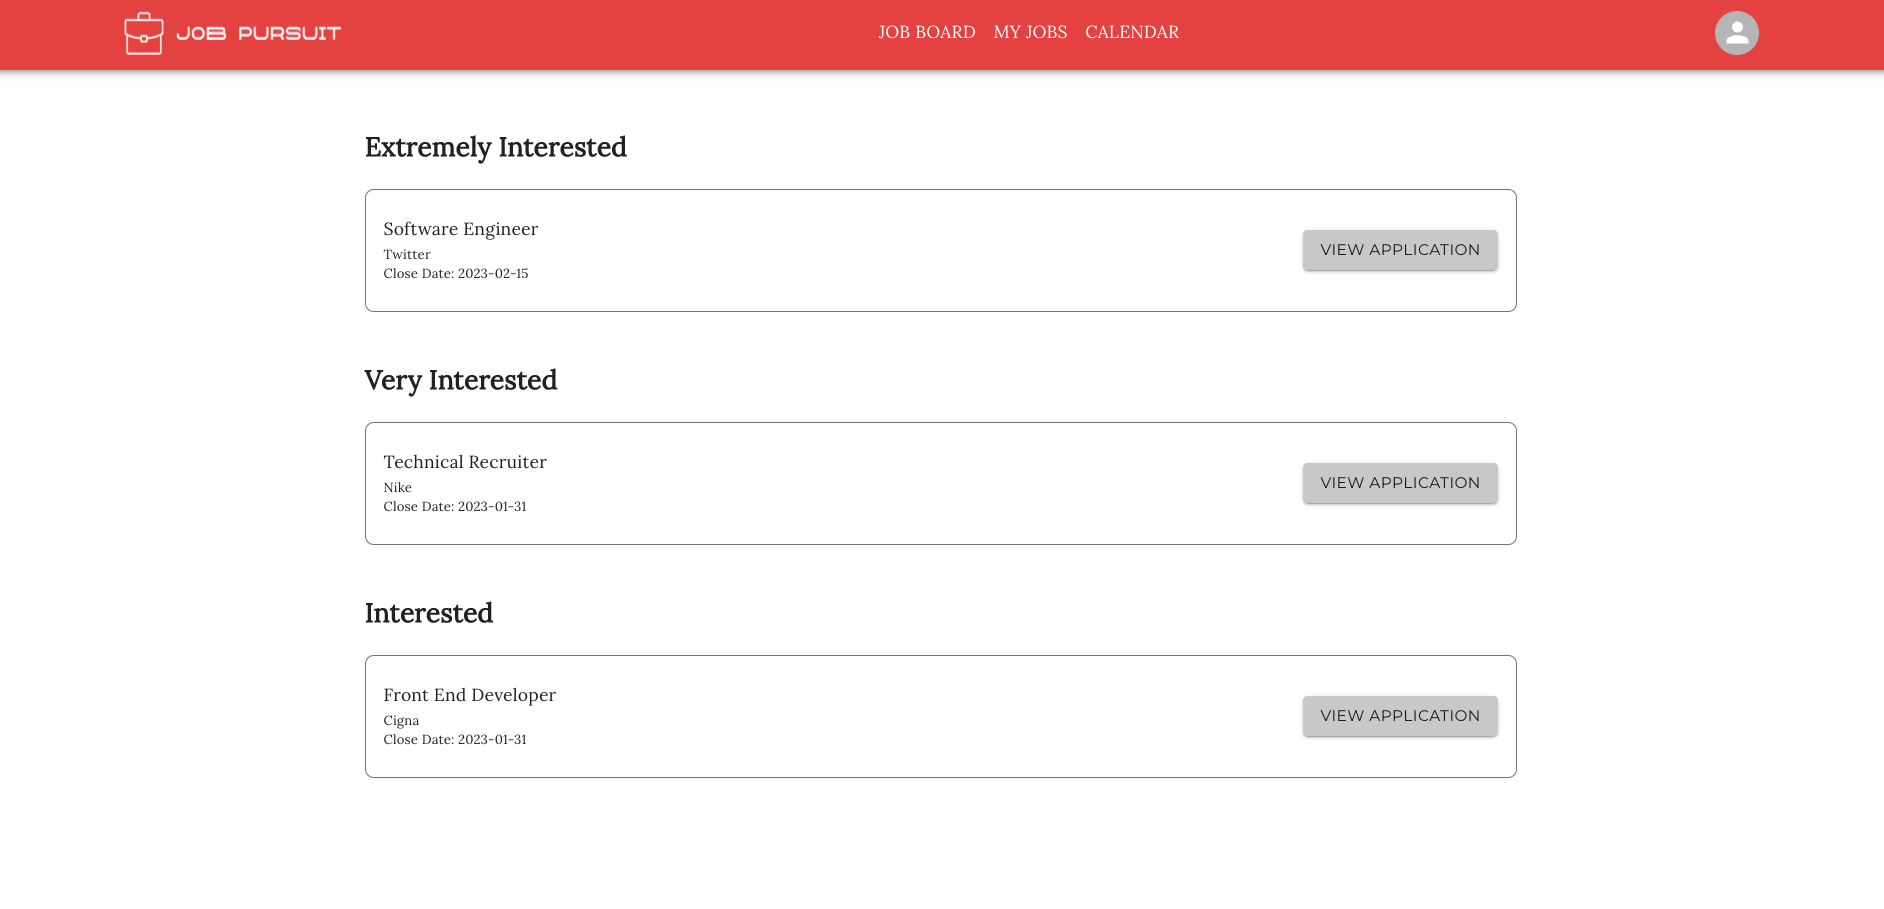 JOB PURSUIT
JOB BOARD MY JOBS CALENDAR
Extremely Interested
Software Engineer
Twitter
Close Date: 2023-02-15
VIEW APPLICATION
Very Interested
Technical Recruiter
Nike
Close Date: 2023-01-31
VIEW APPLICATION
Interested
Front End Developer
Cigna
Close Date: 2023-01-31
VIEW APPLICATION